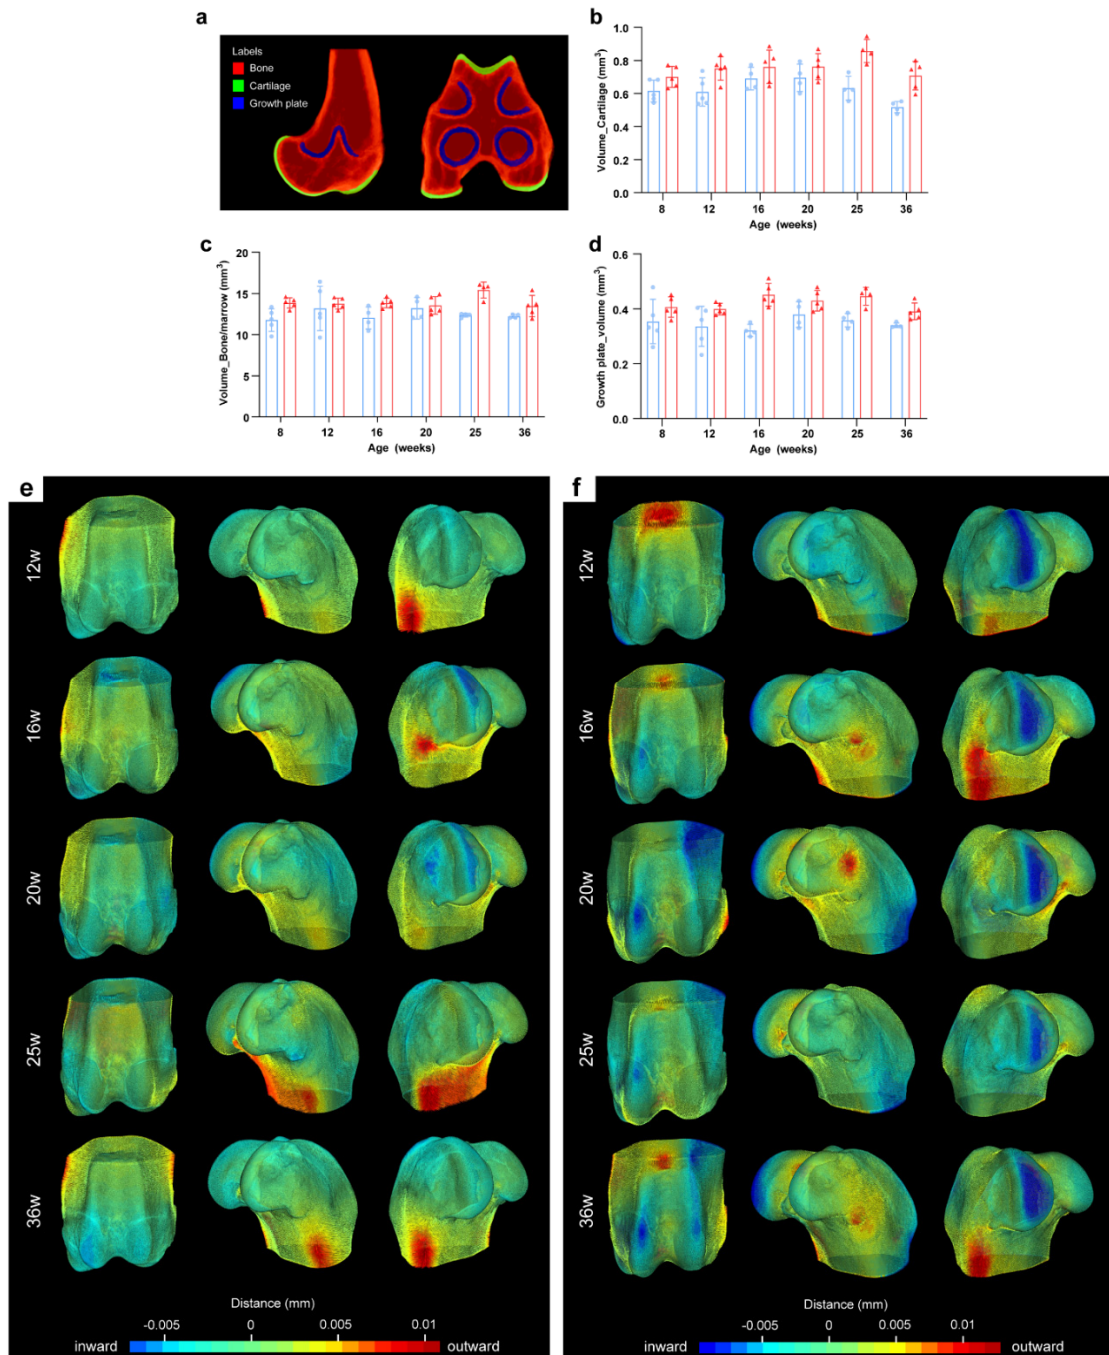 a
Labels
Bone
Cartilage
Growth plate
b
Volume_Cartilage (mm³)
1.0
0.8
0.6
0.4
0.2
0.0
8 12 16 20 25 36
Age (weeks)
c
Volume_Bone/marrow (mm³)
20
15
10
5
0
8 12 16 20 25 36
Age (weeks)
d
Growth plate_volume (mm³)
0.6
0.4
0.2
0.0
8 12 16 20 25 36
Age (weeks)
e
12w
16w
20w
25w
36w
Distance (mm)
-0.005 0 0.005 0.01
inward outward
f
12w
16w
20w
25w
36w
Distance (mm)
-0.005 0 0.005 0.01
inward outward